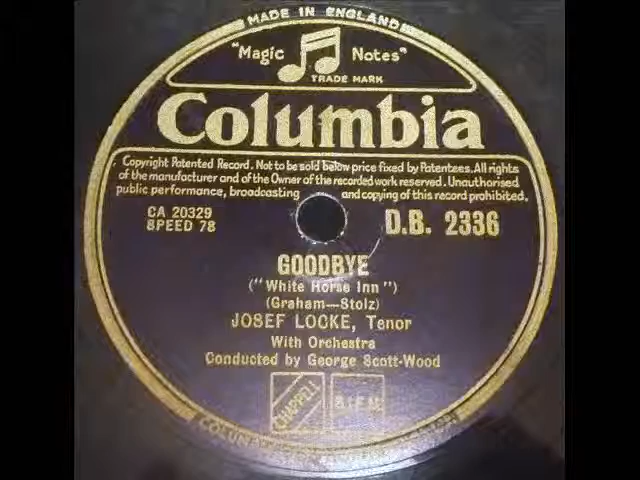 MADE IN ENGLAND
"Magic Notes"
TRADE MARK
Columbia
Copyright Patented Record. Not to be sold below price fixed by Patentees. All rights
of the manufacturer and of the Owner of the recorded work reserved. Unauthorised
public performance, broadcasting and copying of this record prohibited.
CA 20329
SPEED 78
D.B. 2336
GOODBYE
("White Horse Inn")
(Graham—Stolz)
JOSEF LOCKE, Tenor
With Orchestra
Conducted by George Scott-Wood
CHAPPELL
B.I.E.M.